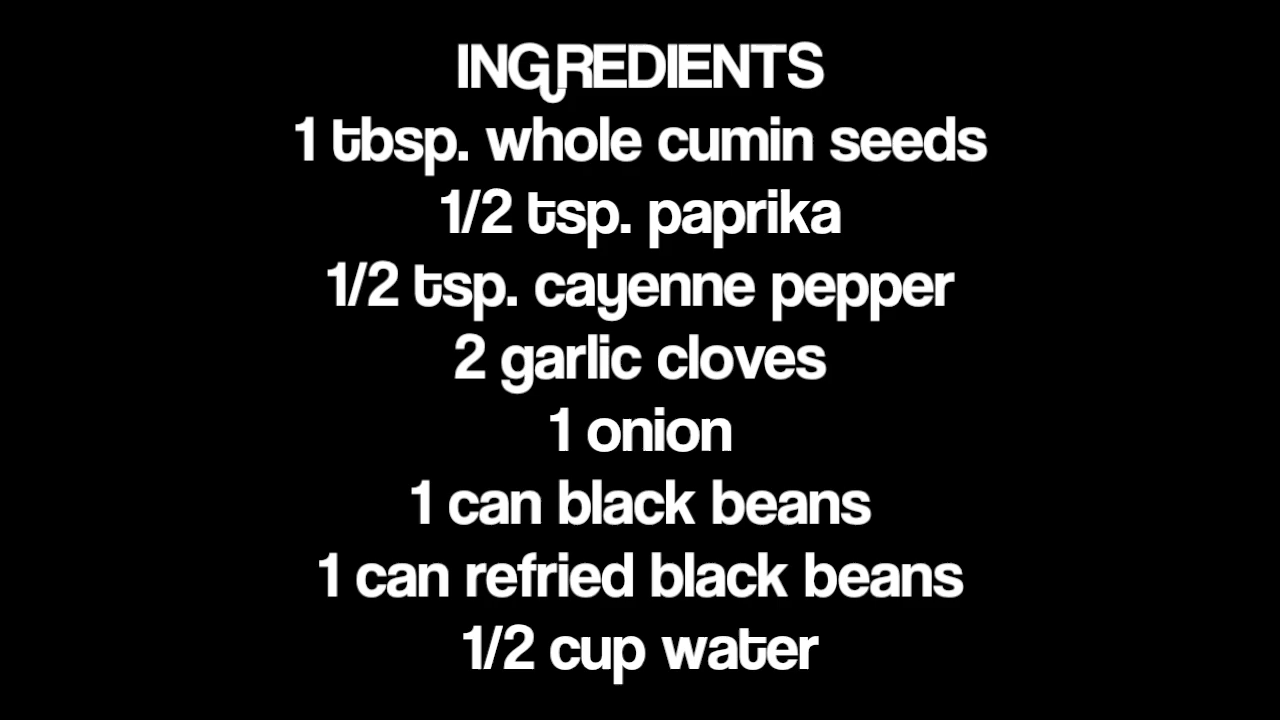 INGREDIENTS
1 tbsp. whole cumin seeds
1/2 tsp. paprika
1/2 tsp. cayenne pepper
2 garlic cloves
1 onion
1 can black beans
1 can refried black beans
1/2 cup water